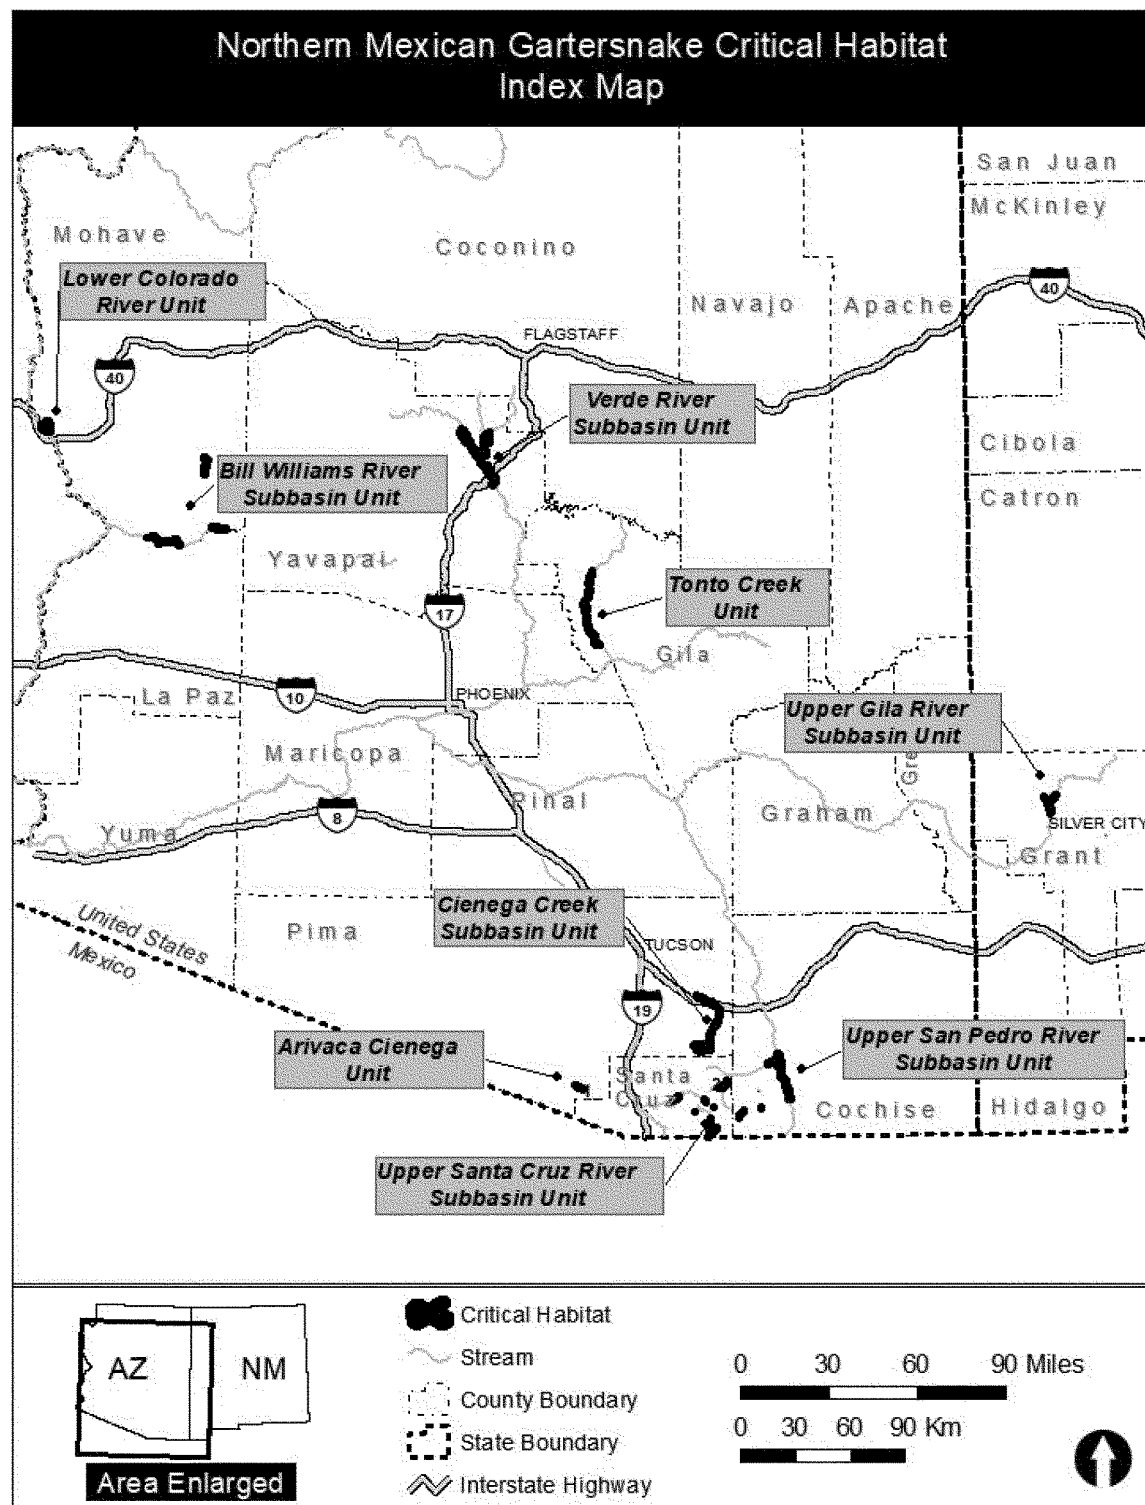 Northern Mexican Gartersnake Critical Habitat
Index Map
San Juan
McKinley
Mohave
Coconino
Lower Colorado
River Unit
40
Navajo
Apache
FLAGSTAFF
40
Verde River
Subbasin Unit
Cibola
Bill Williams River
Subbasin Unit
Catron
Yavapai
Tonto Creek
Unit
17
Gila
La Paz
10
PHOENIX
Upper Gila River
Subbasin Unit
Maricopa
Gre
Pinal
Graham
8
Yuma
SILVER CITY
Grant
Cienega Creek
Subbasin Unit
United States
Mexico
Pima
TUCSON
19
Arivaca Cienega
Unit
Upper San Pedro River
Subbasin Unit
Santa
Cruz
Cochise
Hidalgo
Upper Santa Cruz River
Subbasin Unit
AZ
NM
Area Enlarged
Critical Habitat
Stream
County Boundary
State Boundary
Interstate Highway
0 30 60 90 Miles
0 30 60 90 Km